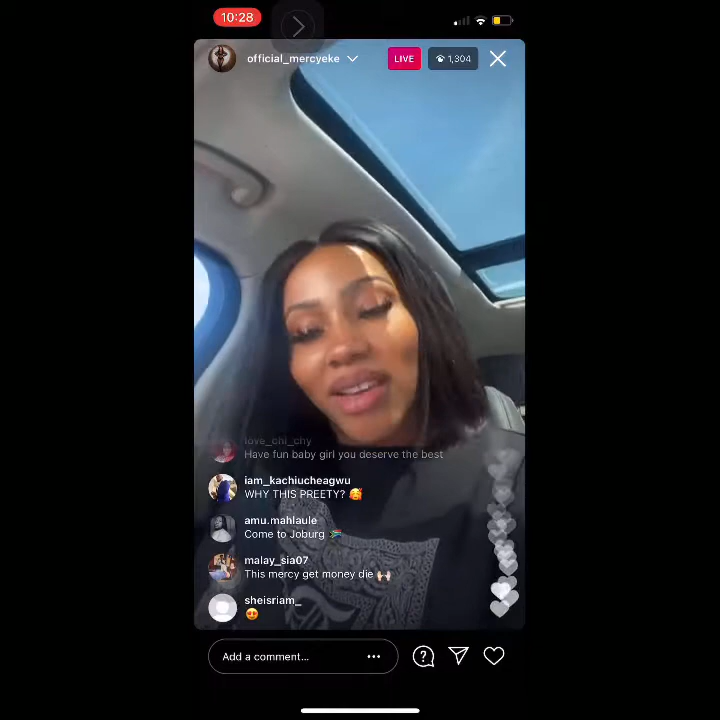 10:28
official_mercyeke
LIVE
1,304
love_chi_chy
Have fun baby girl you deserve the best
iam_kachiucheagwu
WHY THIS PREETY? 🥰
amu.mahlaule
Come to Joburg 🇿🇦
malay_sia07
This mercy get money die 🙌🏻
sheisriam_
😍
Add a comment...